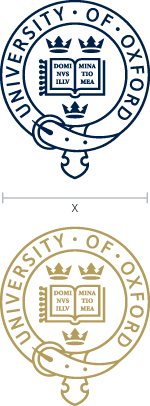 UNIVERSITY · OF · OXFORD
DOMI MINA
NVS TIO
ILLV MEA
X
UNIVERSITY · OF · OXFORD
DOMI MINA
NVS TIO
ILLV MEA